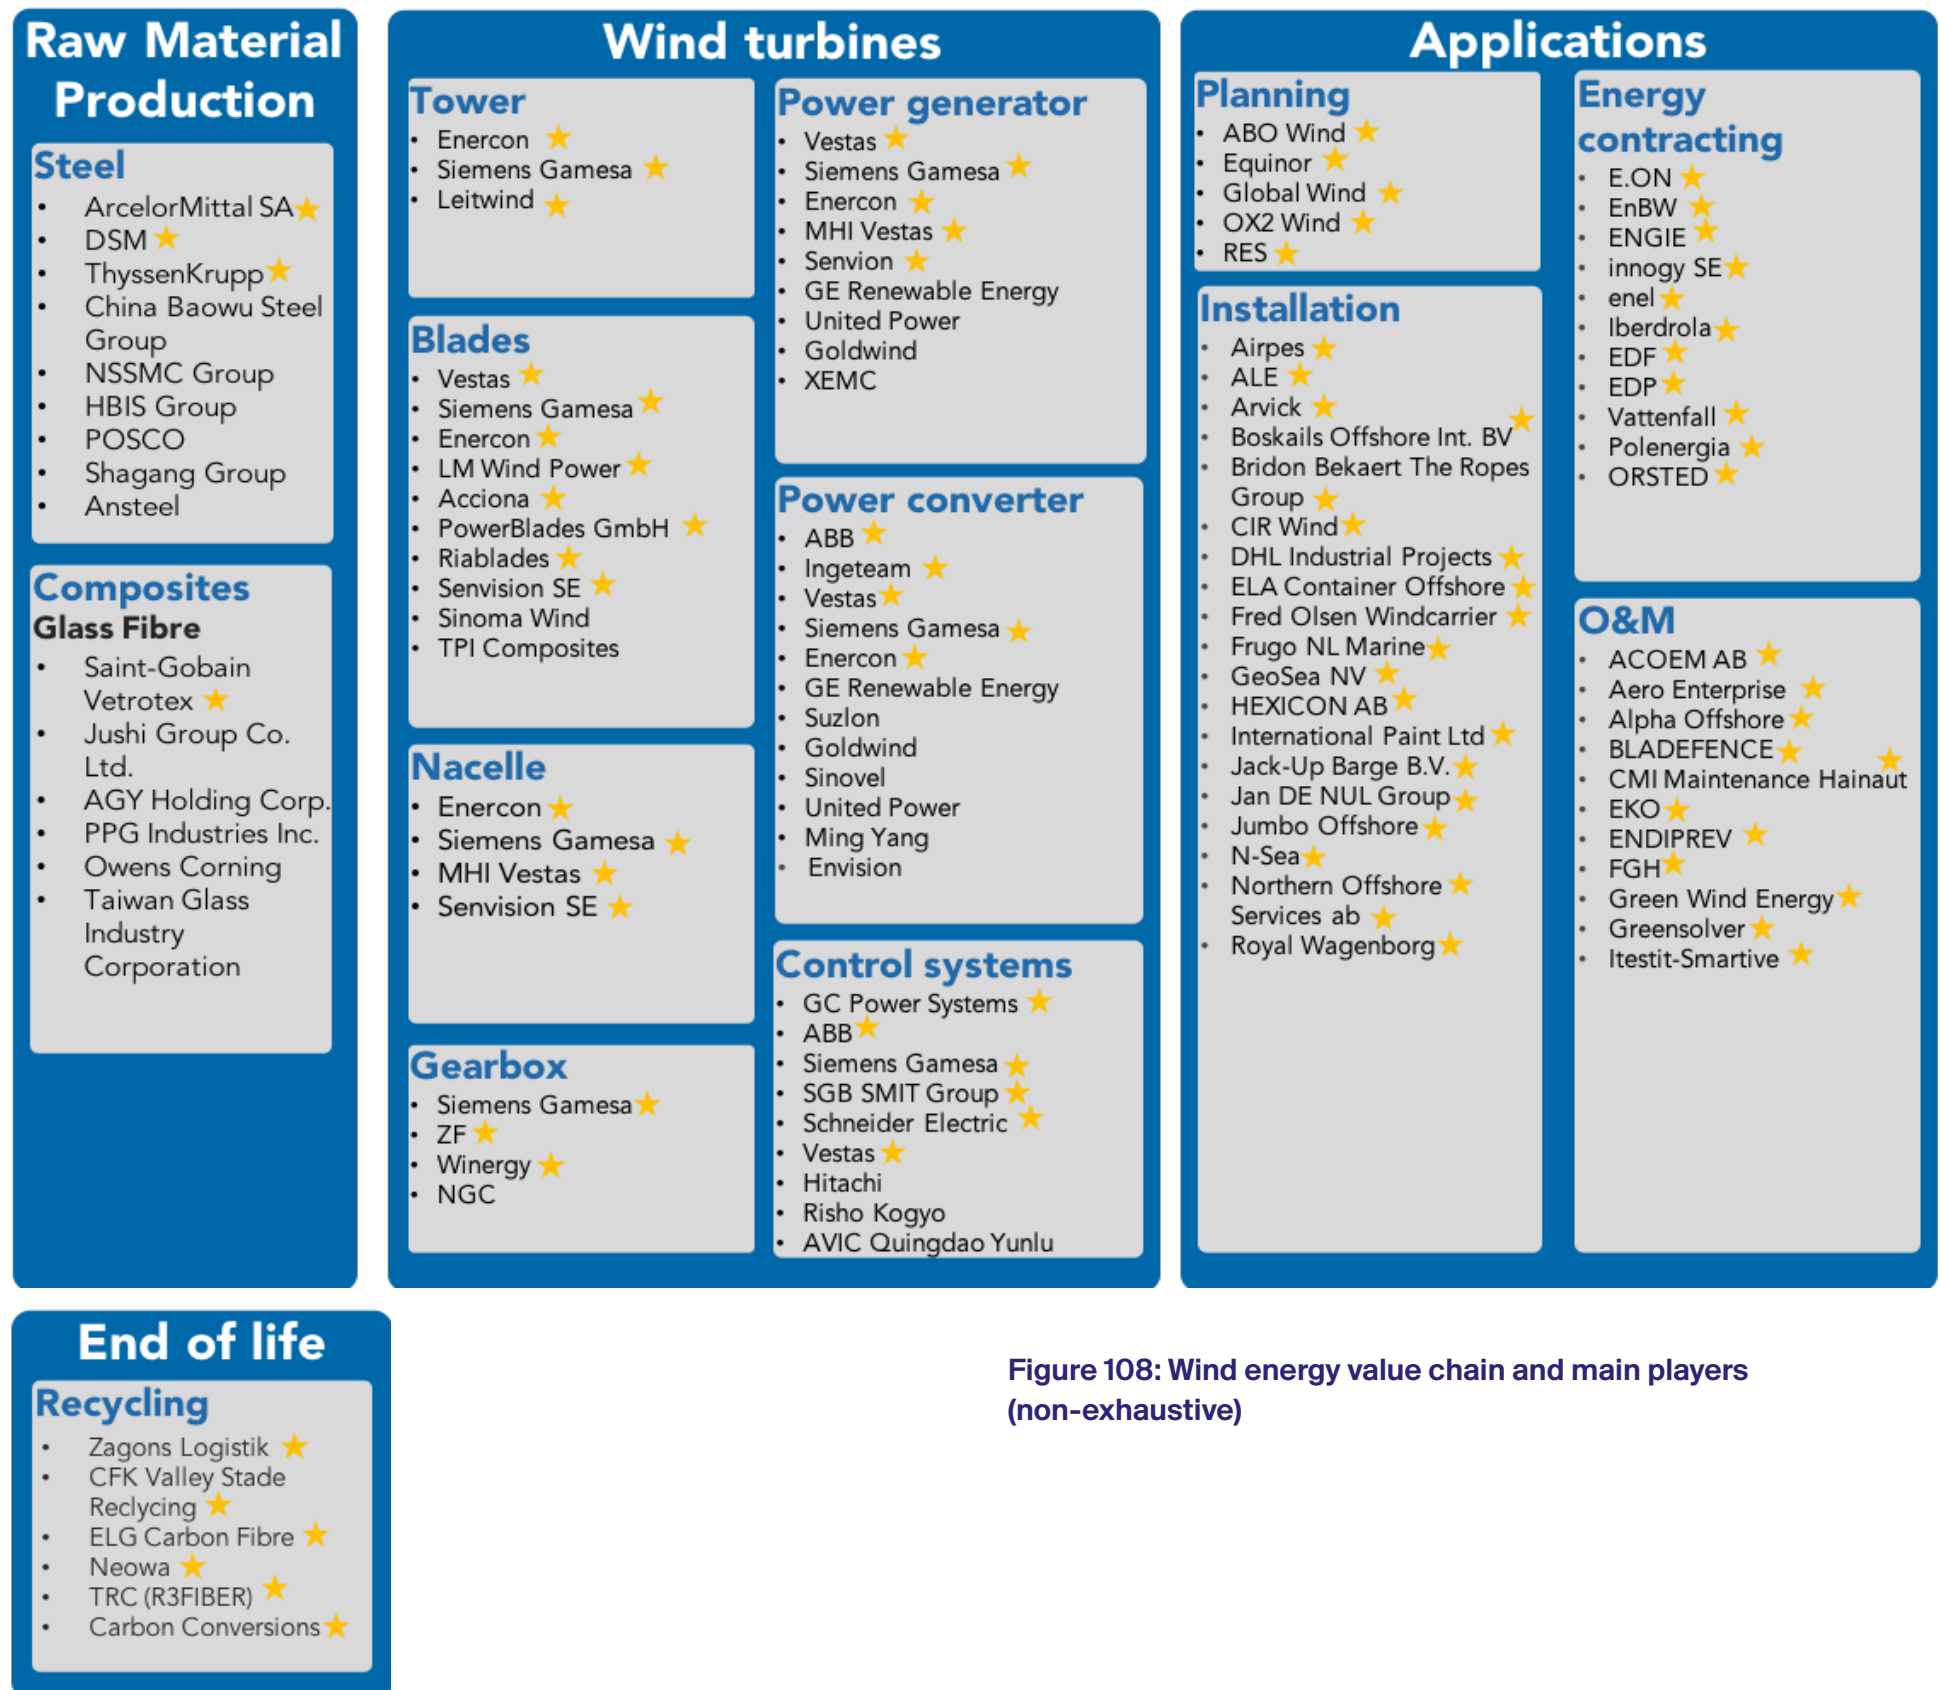 Raw Material
Production
Steel
• ArcelorMittal SA
• DSM
• ThyssenKrupp
• China Baowu Steel
Group
• NSSMC Group
• HBIS Group
• POSCO
• Shagang Group
• Ansteel
Composites
Glass Fibre
• Saint-Gobain
Vetrotex
• Jushi Group Co.
Ltd.
• AGY Holding Corp.
• PPG Industries Inc.
• Owens Corning
• Taiwan Glass
Industry
Corporation
Wind turbines
Tower
• Enercon
• Siemens Gamesa
• Leitwind
Blades
• Vestas
• Siemens Gamesa
• Enercon
• LM Wind Power
• Acciona
• PowerBlades GmbH
• Riablades
• Senvision SE
• Sinoma Wind
• TPI Composites
Nacelle
• Enercon
• Siemens Gamesa
• MHI Vestas
• Senvision SE
Gearbox
• Siemens Gamesa
• ZF
• Winergy
• NGC
Power generator
• Vestas
• Siemens Gamesa
• Enercon
• MHI Vestas
• Senvion
• GE Renewable Energy
• United Power
• Goldwind
• XEMC
Power converter
• ABB
• Ingeteam
• Vestas
• Siemens Gamesa
• Enercon
• GE Renewable Energy
• Suzlon
• Goldwind
• Sinovel
• United Power
• Ming Yang
• Envision
Control systems
• GC Power Systems
• ABB
• Siemens Gamesa
• SGB SMIT Group
• Schneider Electric
• Vestas
• Hitachi
• Risho Kogyo
• AVIC Quingdao Yunlu
Applications
Planning
• ABO Wind
• Equinor
• Global Wind
• OX2 Wind
• RES
Installation
• Airpes
• ALE
• Arvick
• Boskails Offshore Int. BV
• Bridon Bekaert The Ropes
Group
• CIR Wind
• DHL Industrial Projects
• ELA Container Offshore
• Fred Olsen Windcarrier
• Frugo NL Marine
• GeoSea NV
• HEXICON AB
• International Paint Ltd
• Jack-Up Barge B.V.
• Jan DE NUL Group
• Jumbo Offshore
• N-Sea
• Northern Offshore
Services ab
• Royal Wagenborg
Energy
contracting
• E.ON
• EnBW
• ENGIE
• innogy SE
• enel
• Iberdrola
• EDF
• EDP
• Vattenfall
• Polenergia
• ORSTED
O&M
• ACOEM AB
• Aero Enterprise
• Alpha Offshore
• BLADEFENCE
• CMI Maintenance Hainaut
• EKO
• ENDIPREV
• FGH
• Green Wind Energy
• Greensolver
• Itestit-Smartive
End of life
Recycling
• Zagons Logistik
• CFK Valley Stade
Reclycing
• ELG Carbon Fibre
• Neowa
• TRC (R3FIBER)
• Carbon Conversions
Figure 108: Wind energy value chain and main players
(non-exhaustive)